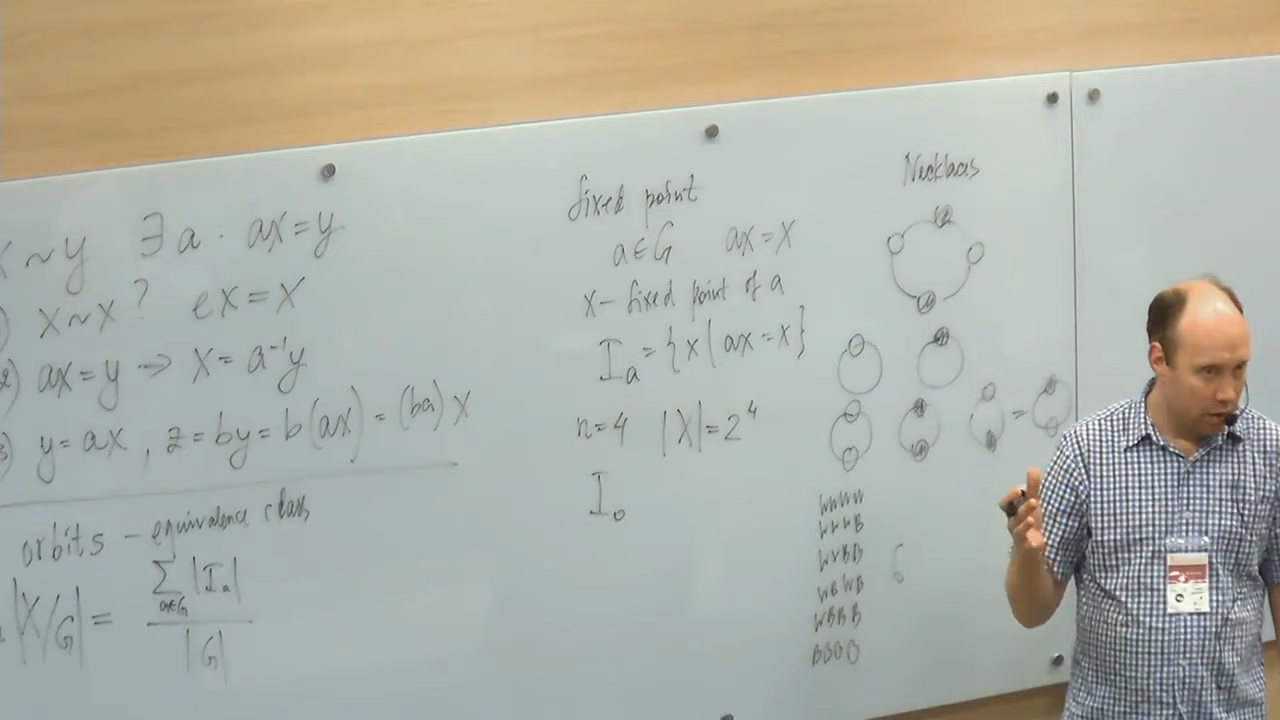 x ~ y ∃ a : ax = y
1) x ~ x ? ex = x
2) ax = y ⇒ x = a⁻¹y
3) y = ax , z = by = b(ax) = (ba)x
orbits – equivalence class
|X/G| = ∑a∈G |Iₐ| / |G|
fixed point
a ∈ G ax = x
x – fixed point of a
Iₐ = {x | ax = x}
n = 4 |X| = 2⁴
I₀
Necklaces
=
WWWW
WWWB
WWBB
WBWB
WBBB
BBBB
6